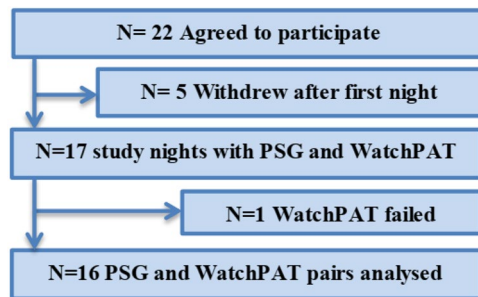 N= 22 Agreed to participate
N= 5 Withdrew after first night
N=17 study nights with PSG and WatchPAT
N=1 WatchPAT failed
N=16 PSG and WatchPAT pairs analysed